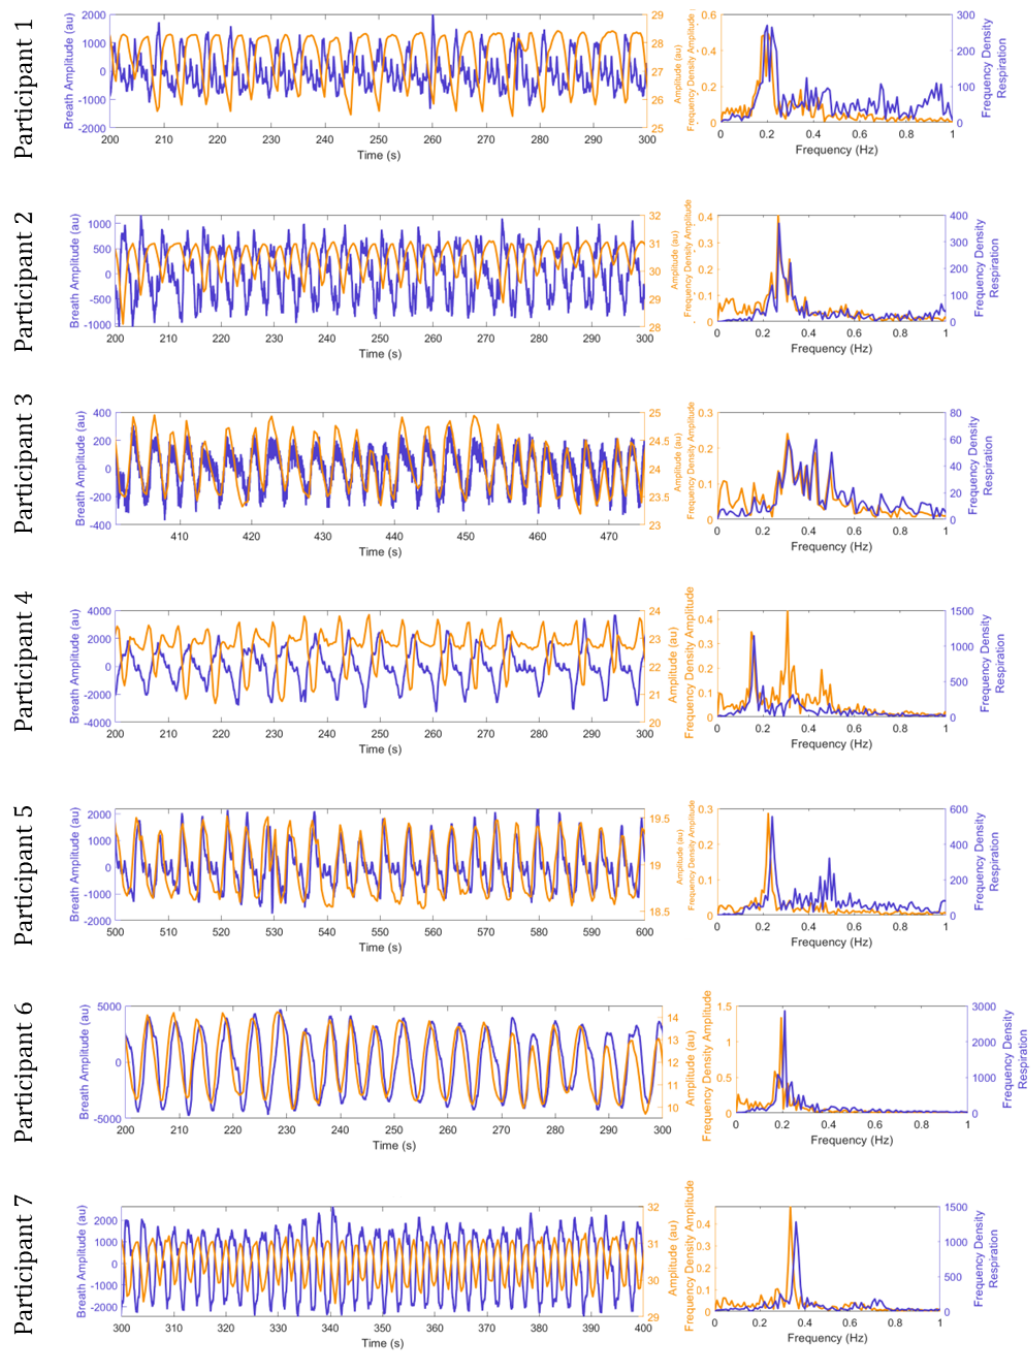 Participant 1
Breath Amplitude (au)
2000
1000
0
-1000
-2000
200 210 220 230 240 250 260 270 280 290 300
Time (s)
29
28
27
26
25
Amplitude (au)
Frequency Density Amplitude
0.6
0.4
0.2
0
0 0.2 0.4 0.6 0.8 1
Frequency (Hz)
300
200
100
0
Frequency Density
Respiration
Participant 2
Breath Amplitude (au)
1000
500
0
-500
-1000
200 210 220 230 240 250 260 270 280 290 300
Time (s)
32
31
30
29
28
Amplitude (au)
Frequency Density Amplitude
0.4
0.3
0.2
0.1
0
0 0.2 0.4 0.6 0.8 1
Frequency (Hz)
400
300
200
100
0
Frequency Density
Respiration
Participant 3
Breath Amplitude (au)
400
200
0
-200
-400
410 420 430 440 450 460 470
Time (s)
25
24.5
24
23.5
23
Amplitude (au)
Frequency Density Amplitude
0.3
0.2
0.1
0
0 0.2 0.4 0.6 0.8 1
Frequency (Hz)
80
60
40
20
0
Frequency Density
Respiration
Participant 4
Breath Amplitude (au)
4000
2000
0
-2000
-4000
200 210 220 230 240 250 260 270 280 290 300
Time (s)
24
23
22
21
20
Amplitude (au)
Frequency Density Amplitude
0.4
0.3
0.2
0.1
0
0 0.2 0.4 0.6 0.8 1
Frequency (Hz)
1500
1000
500
0
Frequency Density
Respiration
Participant 5
Breath Amplitude (au)
2000
1000
0
-1000
-2000
500 510 520 530 540 550 560 570 580 590 600
Time (s)
19.5
19
18.5
Amplitude (au)
Frequency Density Amplitude
0.3
0.2
0.1
0
0 0.2 0.4 0.6 0.8 1
Frequency (Hz)
600
400
200
0
Frequency Density
Respiration
Participant 6
Breath Amplitude (au)
5000
0
-5000
200 210 220 230 240 250 260 270 280 290 300
Time (s)
14
13
12
11
10
Amplitude (au)
Frequency Density Amplitude
1.5
1
0.5
0
0 0.2 0.4 0.6 0.8 1
Frequency (Hz)
3000
2000
1000
0
Frequency Density
Respiration
Participant 7
Breath Amplitude (au)
2000
1000
0
-1000
-2000
300 310 320 330 340 350 360 370 380 390 400
Time (s)
32
31
30
29
Amplitude (au)
Frequency Density Amplitude
0.4
0.3
0.2
0.1
0
0 0.2 0.4 0.6 0.8 1
Frequency (Hz)
1500
1000
500
0
Frequency Density
Respiration